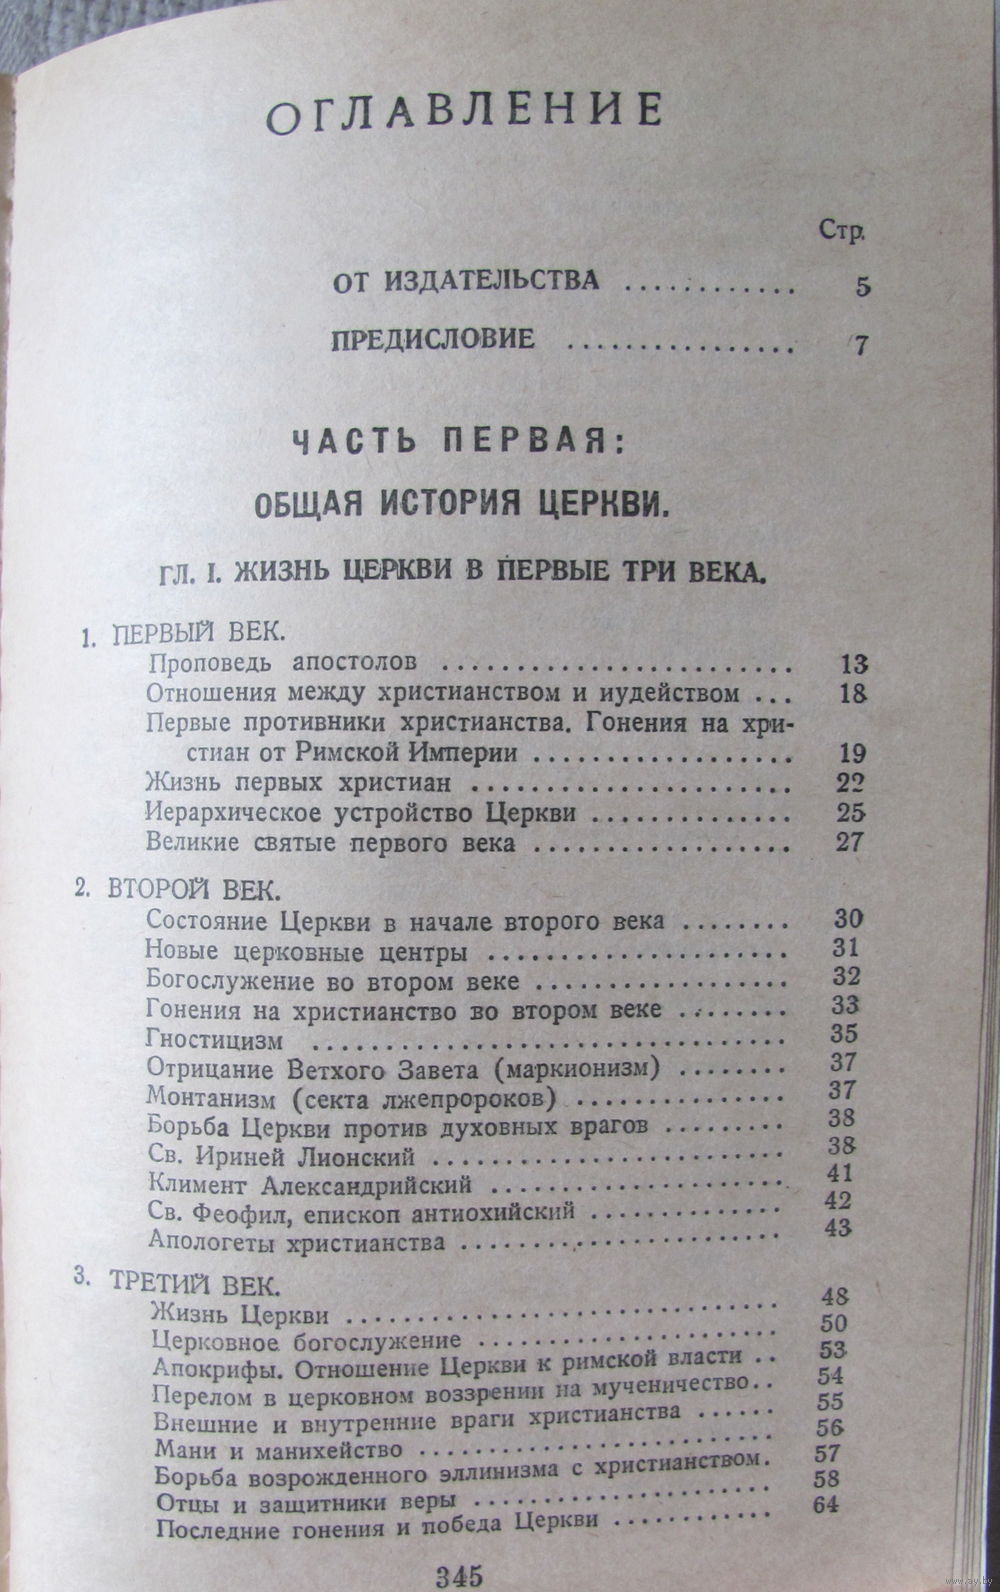 ОГЛАВЛЕНИЕ
Стр.
ОТ ИЗДАТЕЛЬСТВА ............ 5
ПРЕДИСЛОВИЕ ................ 7
ЧАСТЬ ПЕРВАЯ:
ОБЩАЯ ИСТОРИЯ ЦЕРКВИ.
ГЛ. I. ЖИЗНЬ ЦЕРКВИ В ПЕРВЫЕ ТРИ ВЕКА.
1. ПЕРВЫЙ ВЕК.
Проповедь апостолов ........................ 13
Отношения между христианством и иудейством ... 18
Первые противники христианства. Гонения на хри-
стиан от Римской Империи .................. 19
Жизнь первых христиан ...................... 22
Иерархическое устройство Церкви .............. 25
Великие святые первого века .................. 27
2. ВТОРОЙ ВЕК.
Состояние Церкви в начале второго века ........ 30
Новые церковные центры ..................... 31
Богослужение во втором веке .................. 32
Гонения на христианство во втором веке ........ 33
Гностицизм ................................. 35
Отрицание Ветхого Завета (маркионизм) ........ 37
Монтанизм (секта лжепророков) ............... 37
Борьба Церкви против духовных врагов ......... 38
Св. Ириней Лионский ......................... 38
Климент Александрийский ..................... 41
Св. Феофил, епископ антиохийский .............. 42
Апологеты христианства ...................... 43
3. ТРЕТИЙ ВЕК.
Жизнь Церкви .............................. 48
Церковное богослужение ..................... 50
Апокрифы. Отношение Церкви к римской власти .. 53
Перелом в церковном воззрении на мученичество.. 54
Внешние и внутренние враги христианства ...... 55
Мани и манихейство ......................... 56
Борьба возрожденного эллинизма с христианством. 57
Отцы и защитники веры ...................... 58
Последние гонения и победа Церкви ............ 64
345
www.ay.by